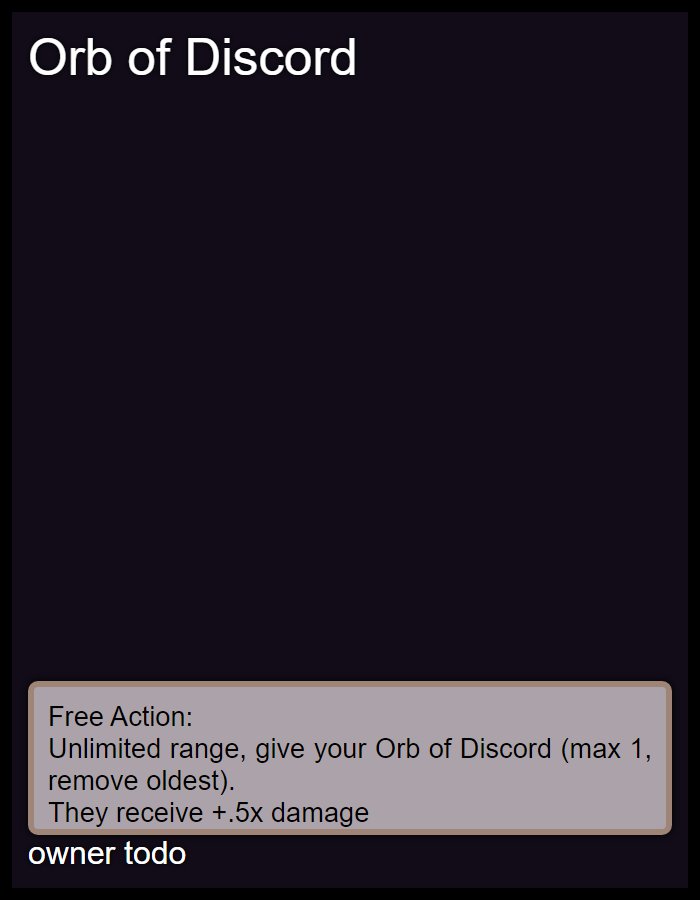 Orb of Discord
Free Action:
Unlimited range, give your Orb of Discord (max 1,
remove oldest).
They receive +.5x damage
owner todo